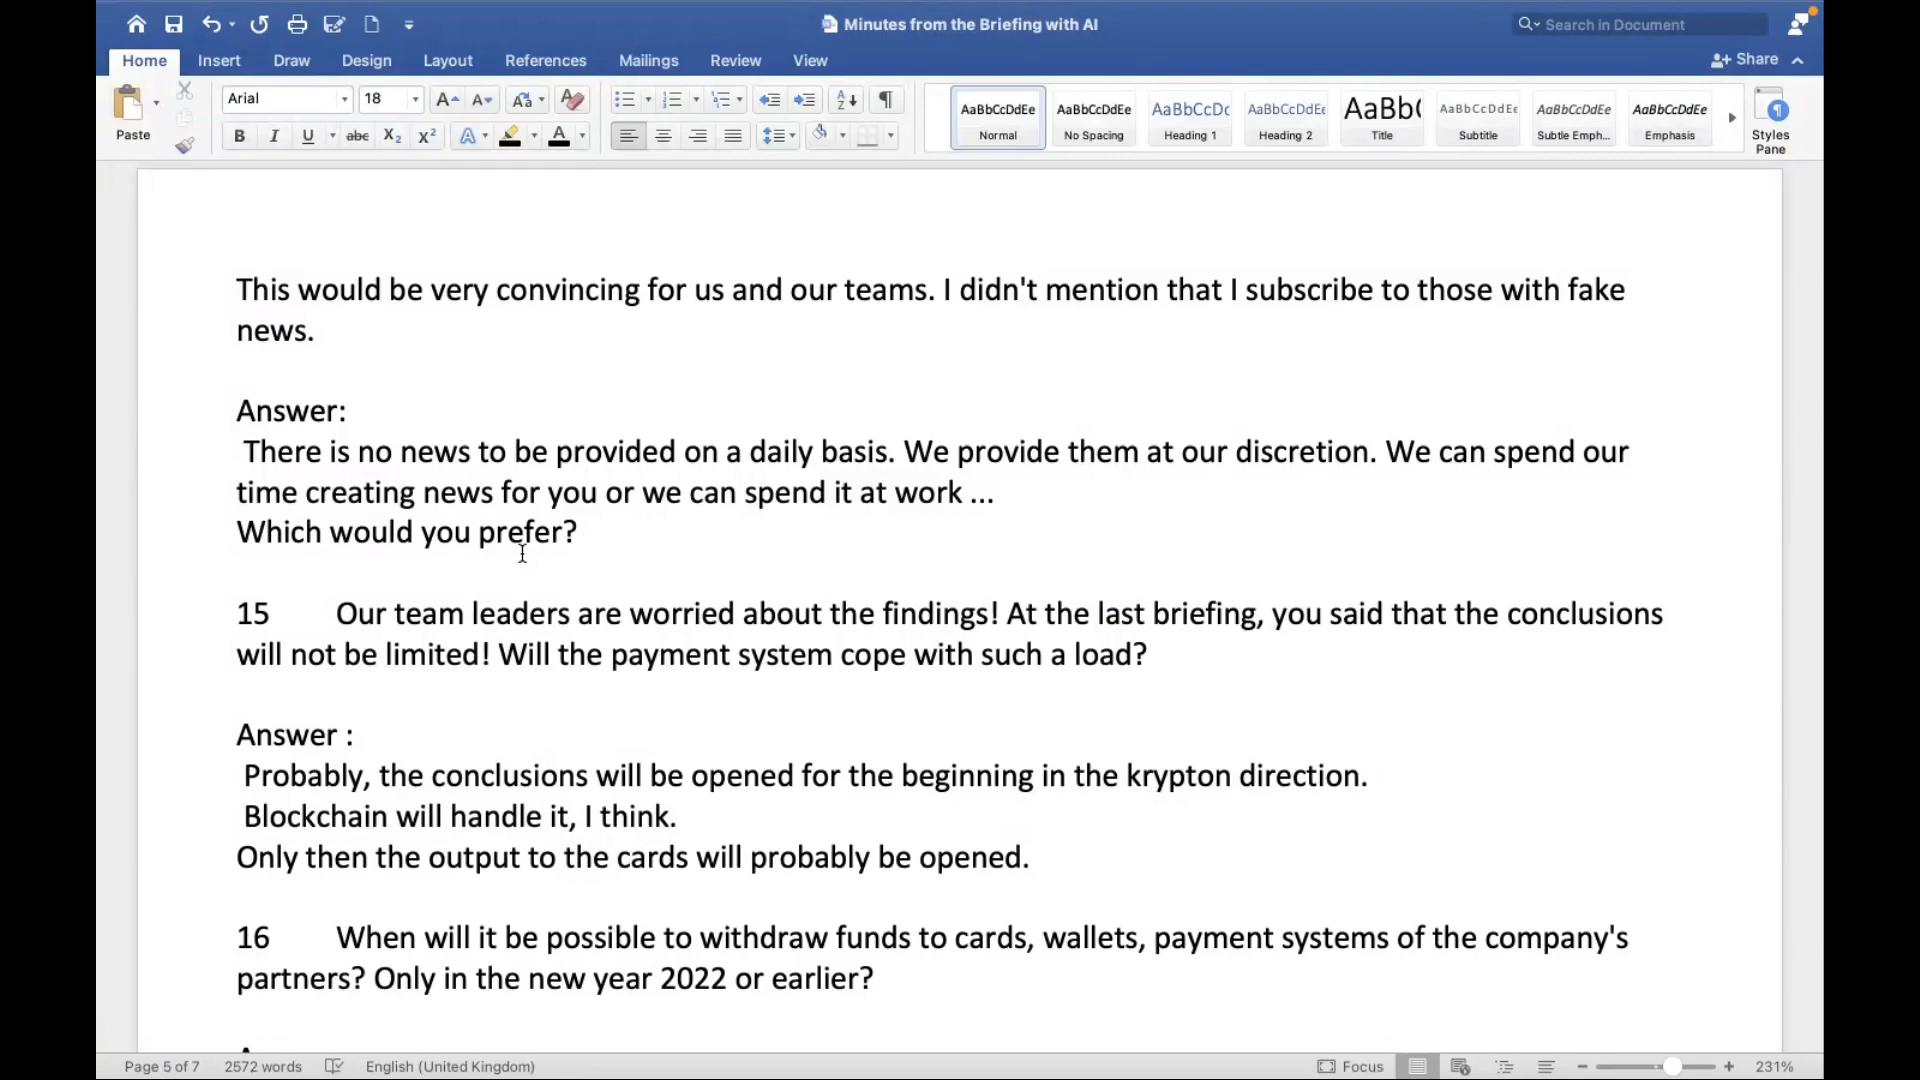 Minutes from the Briefing with AI
Search in Document
Home Insert Draw Design Layout References Mailings Review View
Share
Paste
Arial 18
AaBbCcDdEe AaBbCcDdEe AaBbCcDc AaBbCcDdEe AaBb( AaBbCcDdEe AaBbCcDdEe AaBbCcDdEe
Normal No Spacing Heading 1 Heading 2 Title Subtitle Subtle Emph... Emphasis
Styles
Pane
This would be very convincing for us and our teams. I didn't mention that I subscribe to those with fake
news.
Answer:
There is no news to be provided on a daily basis. We provide them at our discretion. We can spend our
time creating news for you or we can spend it at work ...
Which would you prefer?
15 Our team leaders are worried about the findings! At the last briefing, you said that the conclusions
will not be limited! Will the payment system cope with such a load?
Answer :
Probably, the conclusions will be opened for the beginning in the krypton direction.
Blockchain will handle it, I think.
Only then the output to the cards will probably be opened.
16 When will it be possible to withdraw funds to cards, wallets, payment systems of the company's
partners? Only in the new year 2022 or earlier?
Page 5 of 7 2572 words English (United Kingdom) Focus 231%